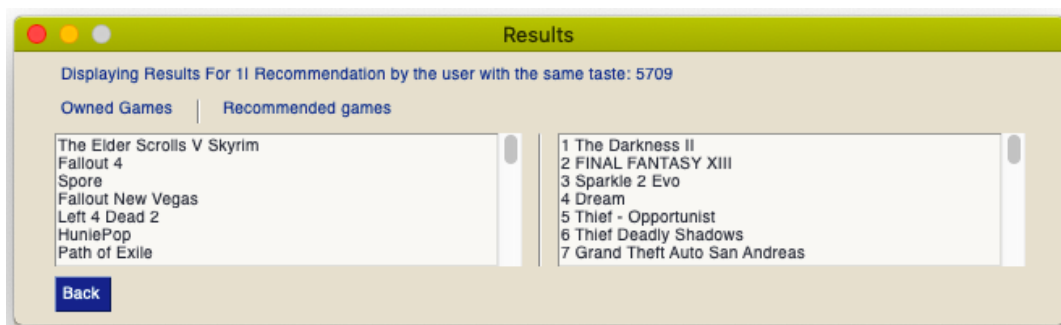 Results
Displaying Results For 1| Recommendation by the user with the same taste: 5709
Owned Games | Recommended games
The Elder Scrolls V Skyrim
Fallout 4
Spore
Fallout New Vegas
Left 4 Dead 2
HuniePop
Path of Exile
1 The Darkness II
2 FINAL FANTASY XIII
3 Sparkle 2 Evo
4 Dream
5 Thief - Opportunist
6 Thief Deadly Shadows
7 Grand Theft Auto San Andreas
Back